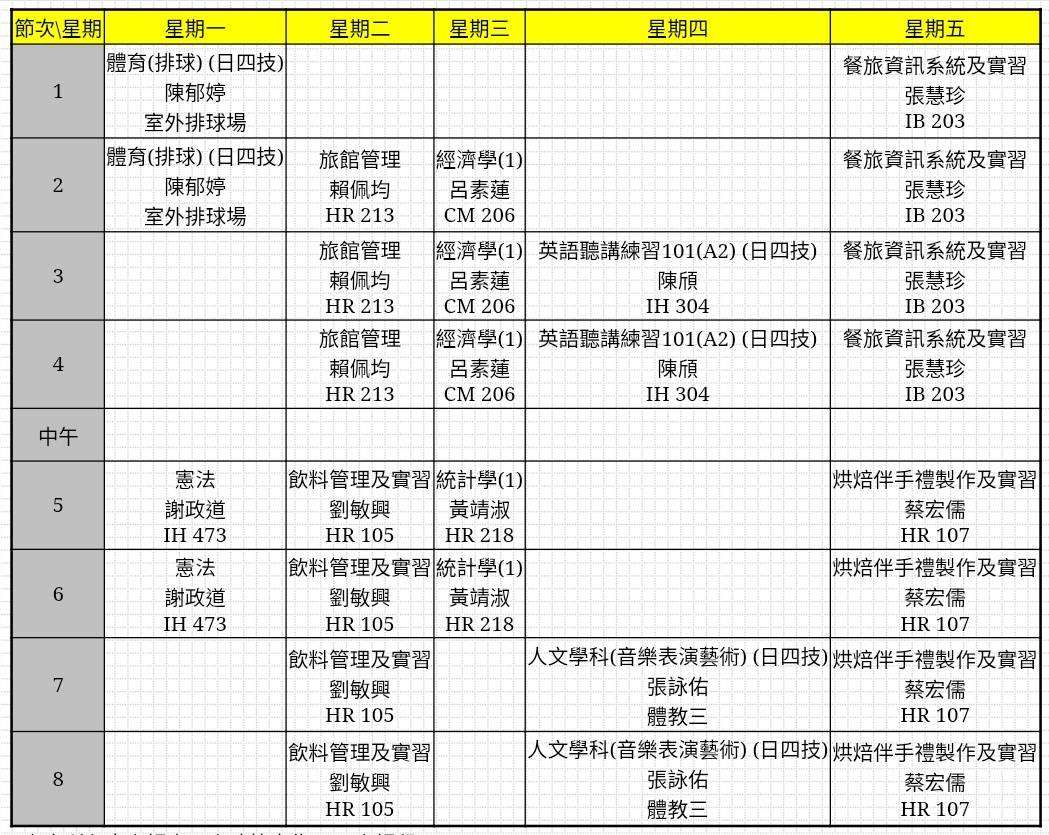 節次\星期 星期一 星期二 星期三 星期四 星期五
1
體育(排球) (日四技)
陳郁婷
室外排球場
餐旅資訊系統及實習
張慧珍
IB 203
2
體育(排球) (日四技)
陳郁婷
室外排球場
旅館管理
賴佩均
HR 213
經濟學(1)
呂素蓮
CM 206
餐旅資訊系統及實習
張慧珍
IB 203
3
旅館管理
賴佩均
HR 213
經濟學(1)
呂素蓮
CM 206
英語聽講練習101(A2) (日四技)
陳頎
IH 304
餐旅資訊系統及實習
張慧珍
IB 203
4
旅館管理
賴佩均
HR 213
經濟學(1)
呂素蓮
CM 206
英語聽講練習101(A2) (日四技)
陳頎
IH 304
餐旅資訊系統及實習
張慧珍
IB 203
中午
5
憲法
謝政道
IH 473
飲料管理及實習
劉敏興
HR 105
統計學(1)
黃靖淑
HR 218
烘焙伴手禮製作及實習
蔡宏儒
HR 107
6
憲法
謝政道
IH 473
飲料管理及實習
劉敏興
HR 105
統計學(1)
黃靖淑
HR 218
烘焙伴手禮製作及實習
蔡宏儒
HR 107
7
飲料管理及實習
劉敏興
HR 105
人文學科(音樂表演藝術) (日四技)
張詠佑
體教三
烘焙伴手禮製作及實習
蔡宏儒
HR 107
8
飲料管理及實習
劉敏興
HR 105
人文學科(音樂表演藝術) (日四技)
張詠佑
體教三
烘焙伴手禮製作及實習
蔡宏儒
HR 107